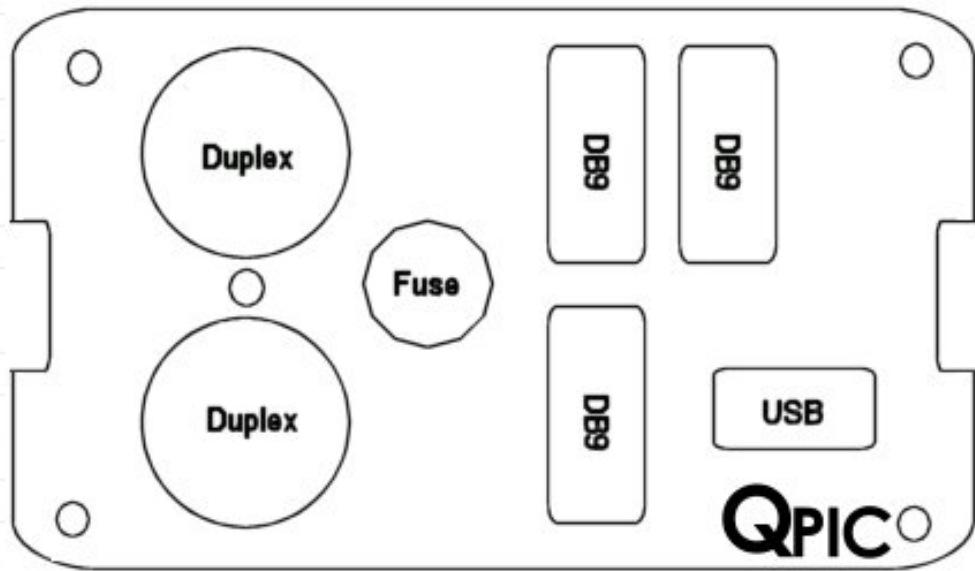 Duplex
DB9
DB9
Fuse
Duplex
DB9
USB
QPIC